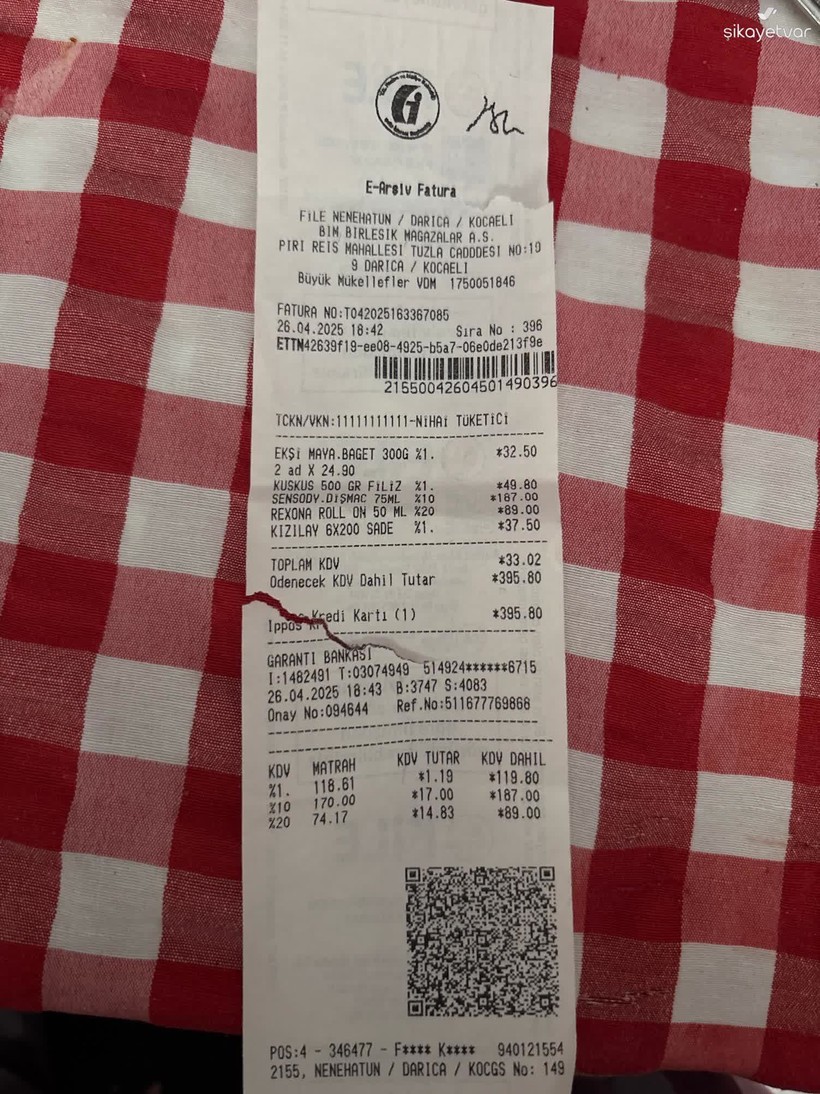 şikayetvar
E-Arşiv Fatura
FİLE NENEHATUN / DARICA / KOCAELI
BIM BIRLESIK MAGAZALAR A.S.
PIRI REIS MAHALLESI TUZLA CADDDESI NO:19
9 DARICA / KOCAELI
Büyük Mükellefler VDM 1750051846
FATURA NO:T042025163367085
26.04.2025 18:42 Sıra No : 396
ETTN42639f19-ee08-4925-b5a7-06e0de213f9e
21550042604501490396
TCKN/VKN:11111111111-NİHAİ TÜKETİCİ
EKŞİ MAYA.BAGET 300G %1. *32.50
2 ad X 24.90
KUSKUS 500 GR FİLİZ %1. *49.80
SENSODY.DİŞMAC 75ML %10 *187.00
REXONA ROLL ON 50 ML %20 *89.00
KIZILAY 6X200 SADE %1. *37.50
TOPLAM KDV *33.02
Odenecek KDV Dahil Tutar *395.80
Ippos Kredi Kartı (1) *395.80
GARANTI BANKASI
I:1482491 T:03074949 514924******6715
26.04.2025 18:43 B:3747 S:4083
Onay No:094644 Ref.No:511677769868
KDV MATRAH KDV TUTAR KDV DAHIL
%1. 118.61 *1.19 *119.80
%10 170.00 *17.00 *187.00
%20 74.17 *14.83 *89.00
POS:4 - 346477 - F**** K**** 940121554
2155, NENEHATUN / DARICA / KOCGS No: 149